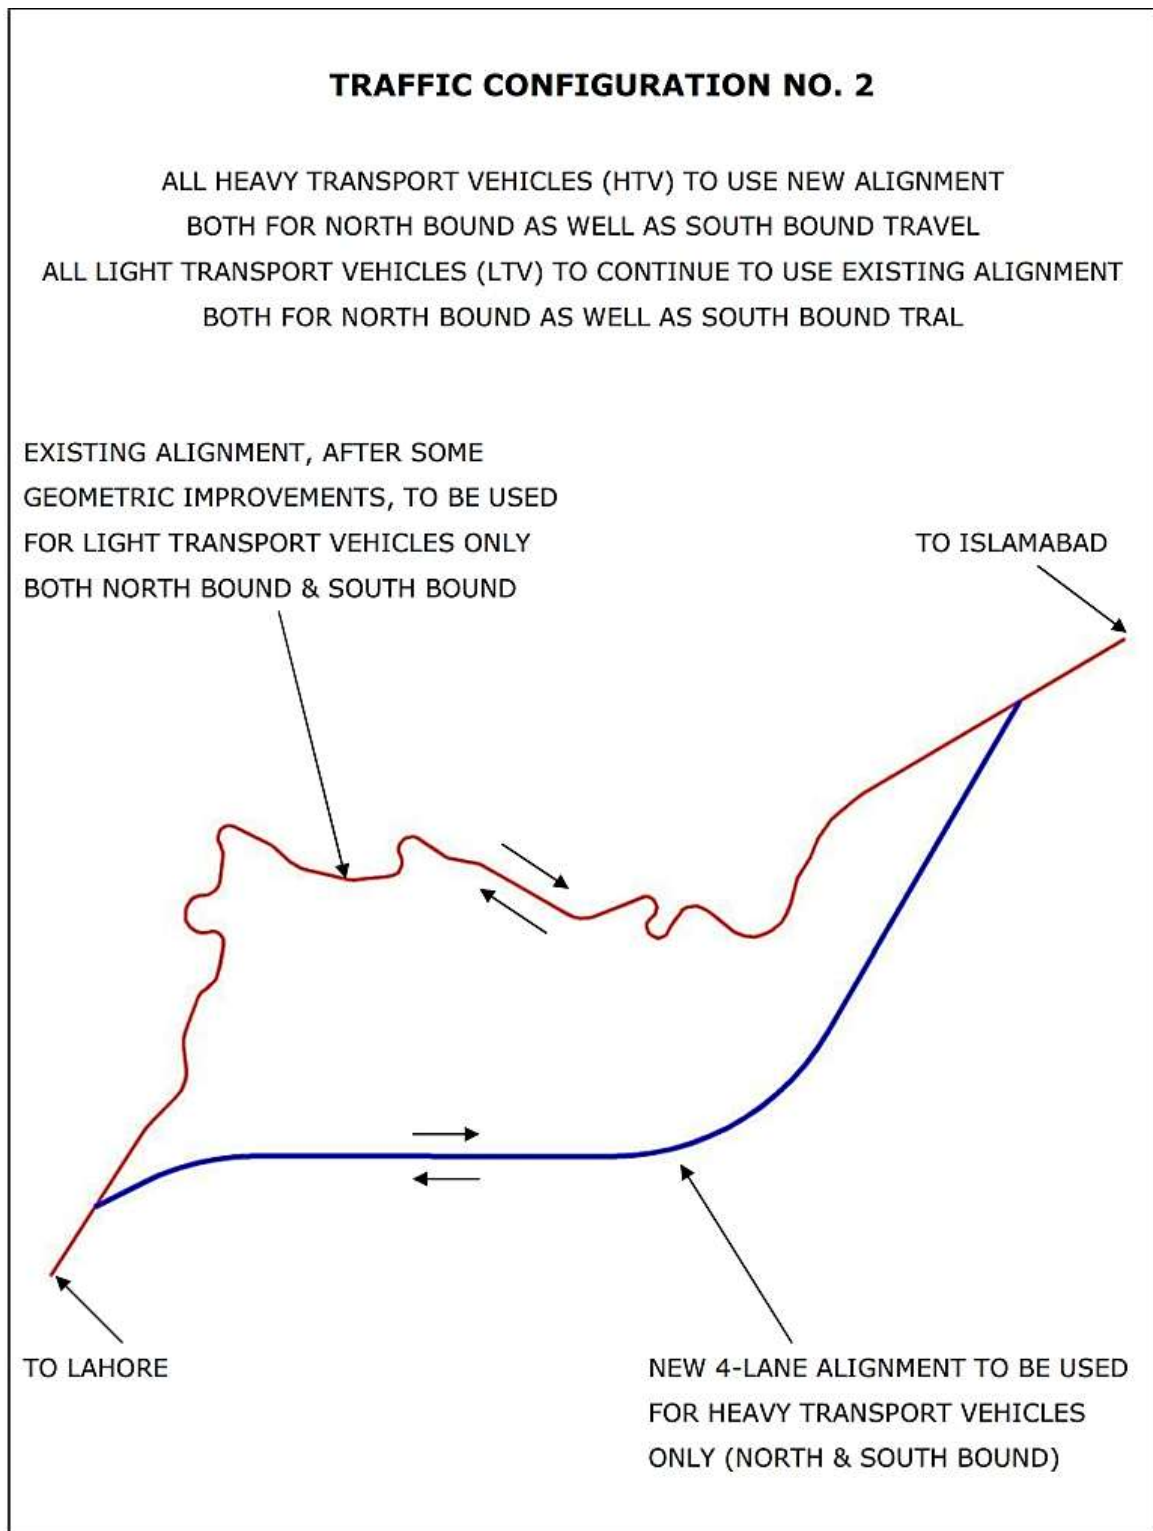 TRAFFIC CONFIGURATION NO. 2
ALL HEAVY TRANSPORT VEHICLES (HTV) TO USE NEW ALIGNMENT
BOTH FOR NORTH BOUND AS WELL AS SOUTH BOUND TRAVEL
ALL LIGHT TRANSPORT VEHICLES (LTV) TO CONTINUE TO USE EXISTING ALIGNMENT
BOTH FOR NORTH BOUND AS WELL AS SOUTH BOUND TRAL
EXISTING ALIGNMENT, AFTER SOME
GEOMETRIC IMPROVEMENTS, TO BE USED
FOR LIGHT TRANSPORT VEHICLES ONLY
BOTH NORTH BOUND & SOUTH BOUND
TO ISLAMABAD
TO LAHORE
NEW 4-LANE ALIGNMENT TO BE USED
FOR HEAVY TRANSPORT VEHICLES
ONLY (NORTH & SOUTH BOUND)